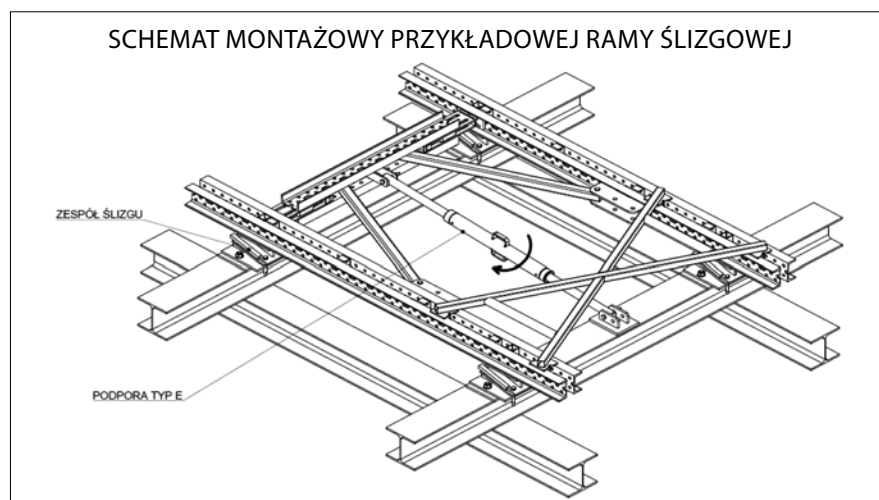 SCHEMAT MONTAŻOWY PRZYKŁADOWEJ RAMY ŚLIZGOWEJ
ZESPÓŁ ŚLIZGU
PODPORA TYP E